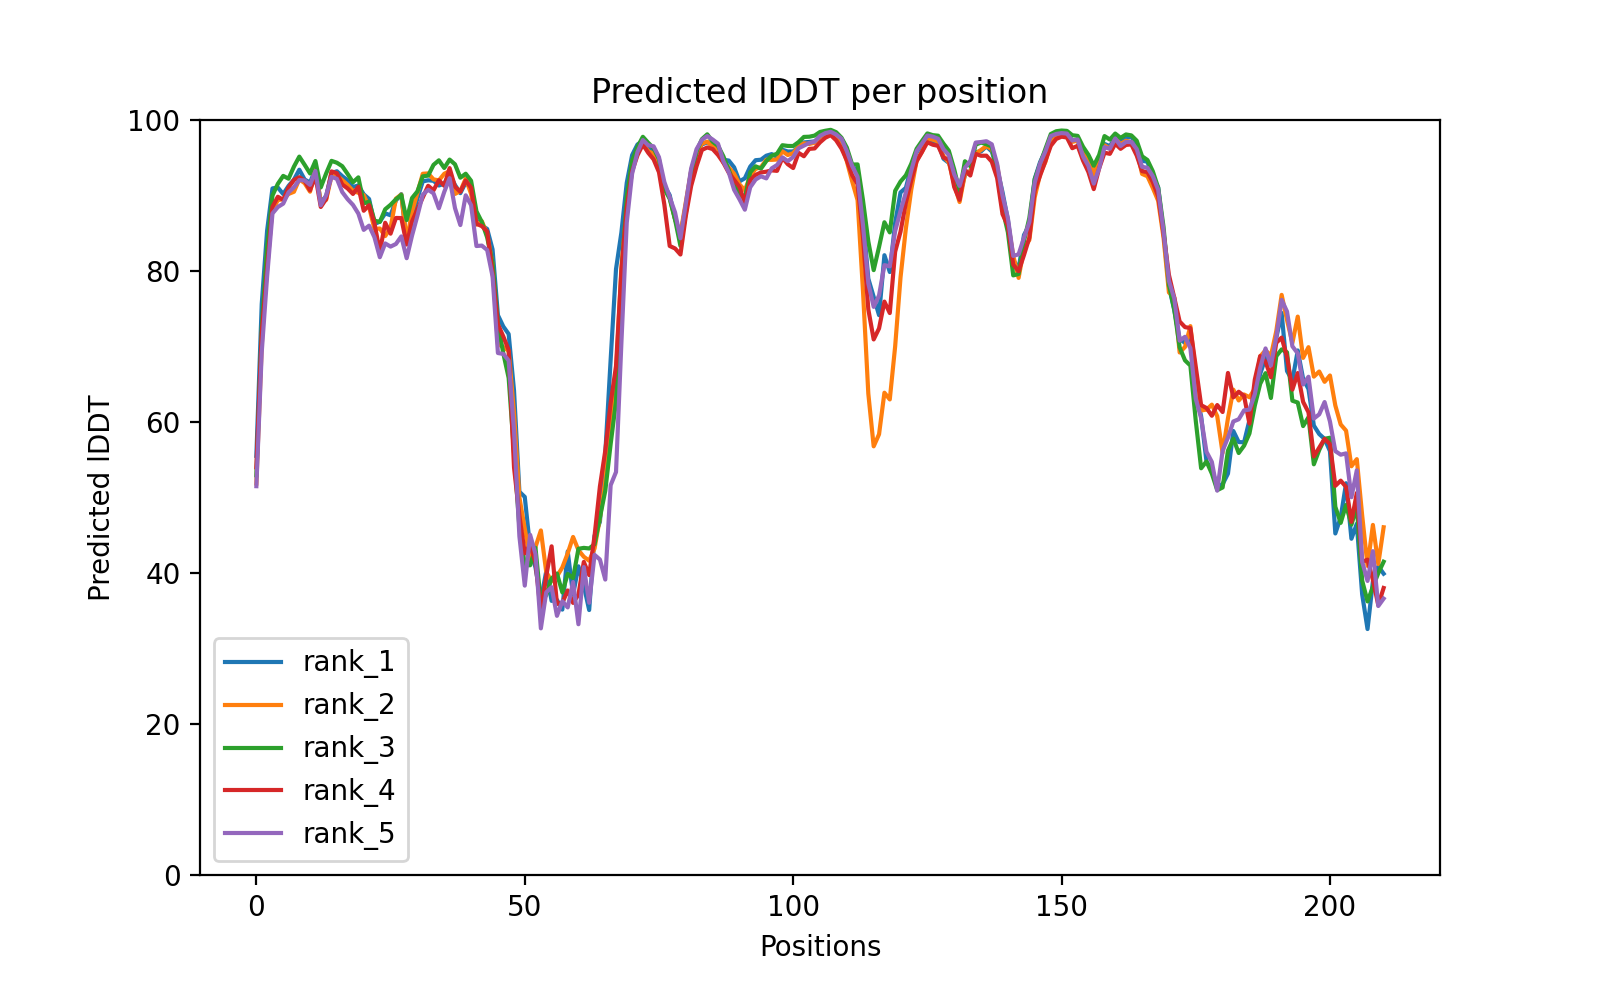 Predicted lDDT per position
100
80
60
40
20
0
Predicted lDDT
rank_1
rank_2
rank_3
rank_4
rank_5
0 50 100 150 200
Positions